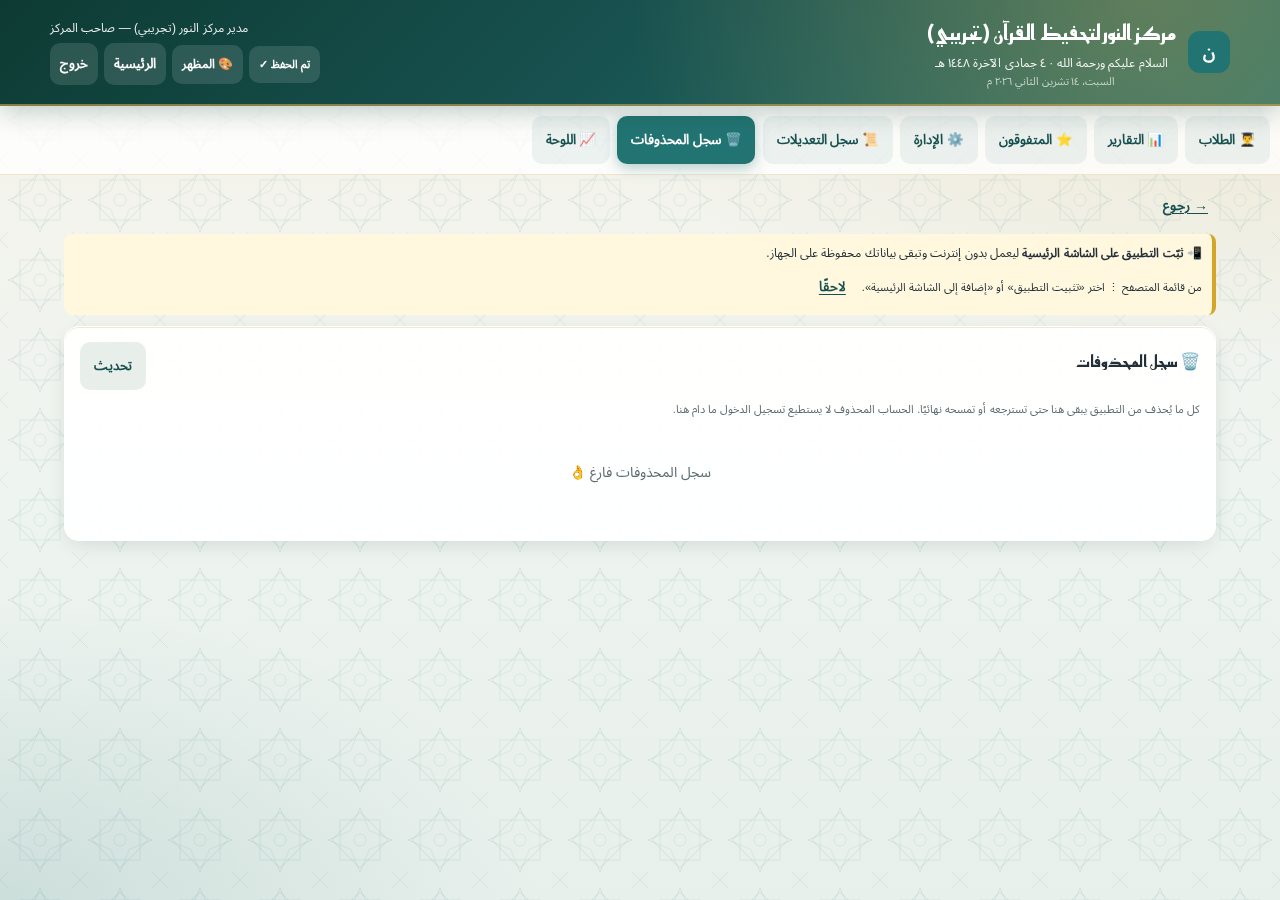 ن
مركز النور لتحفيظ القرآن (تجريبي)
السلام عليكم ورحمة الله · ٤ جمادى الآخرة ١٤٤٨ هـ
السبت، ١٤ تشرين الثاني ٢٠٢٦ م
مدير مركز النور (تجريبي) — صاحب المركز
تم الحفظ ✓
🎨 المظهر
الرئيسية
خروج
👨‍🎓 الطلاب
📊 التقارير
⭐ المتفوقون
⚙️ الإدارة
📜 سجل التعديلات
🗑️ سجل المحذوفات
📈 اللوحة
→ رجوع
📲 ثبّت التطبيق على الشاشة الرئيسية ليعمل بدون إنترنت وتبقى بياناتك محفوظة على الجهاز.
من قائمة المتصفح ⋮ اختر «تثبيت التطبيق» أو «إضافة إلى الشاشة الرئيسية».
لاحقًا
🗑️ سجل المحذوفات
تحديث
كل ما يُحذف من التطبيق يبقى هنا حتى تسترجعه أو تمسحه نهائيًا. الحساب المحذوف لا يستطيع تسجيل الدخول ما دام هنا.
سجل المحذوفات فارغ 👌